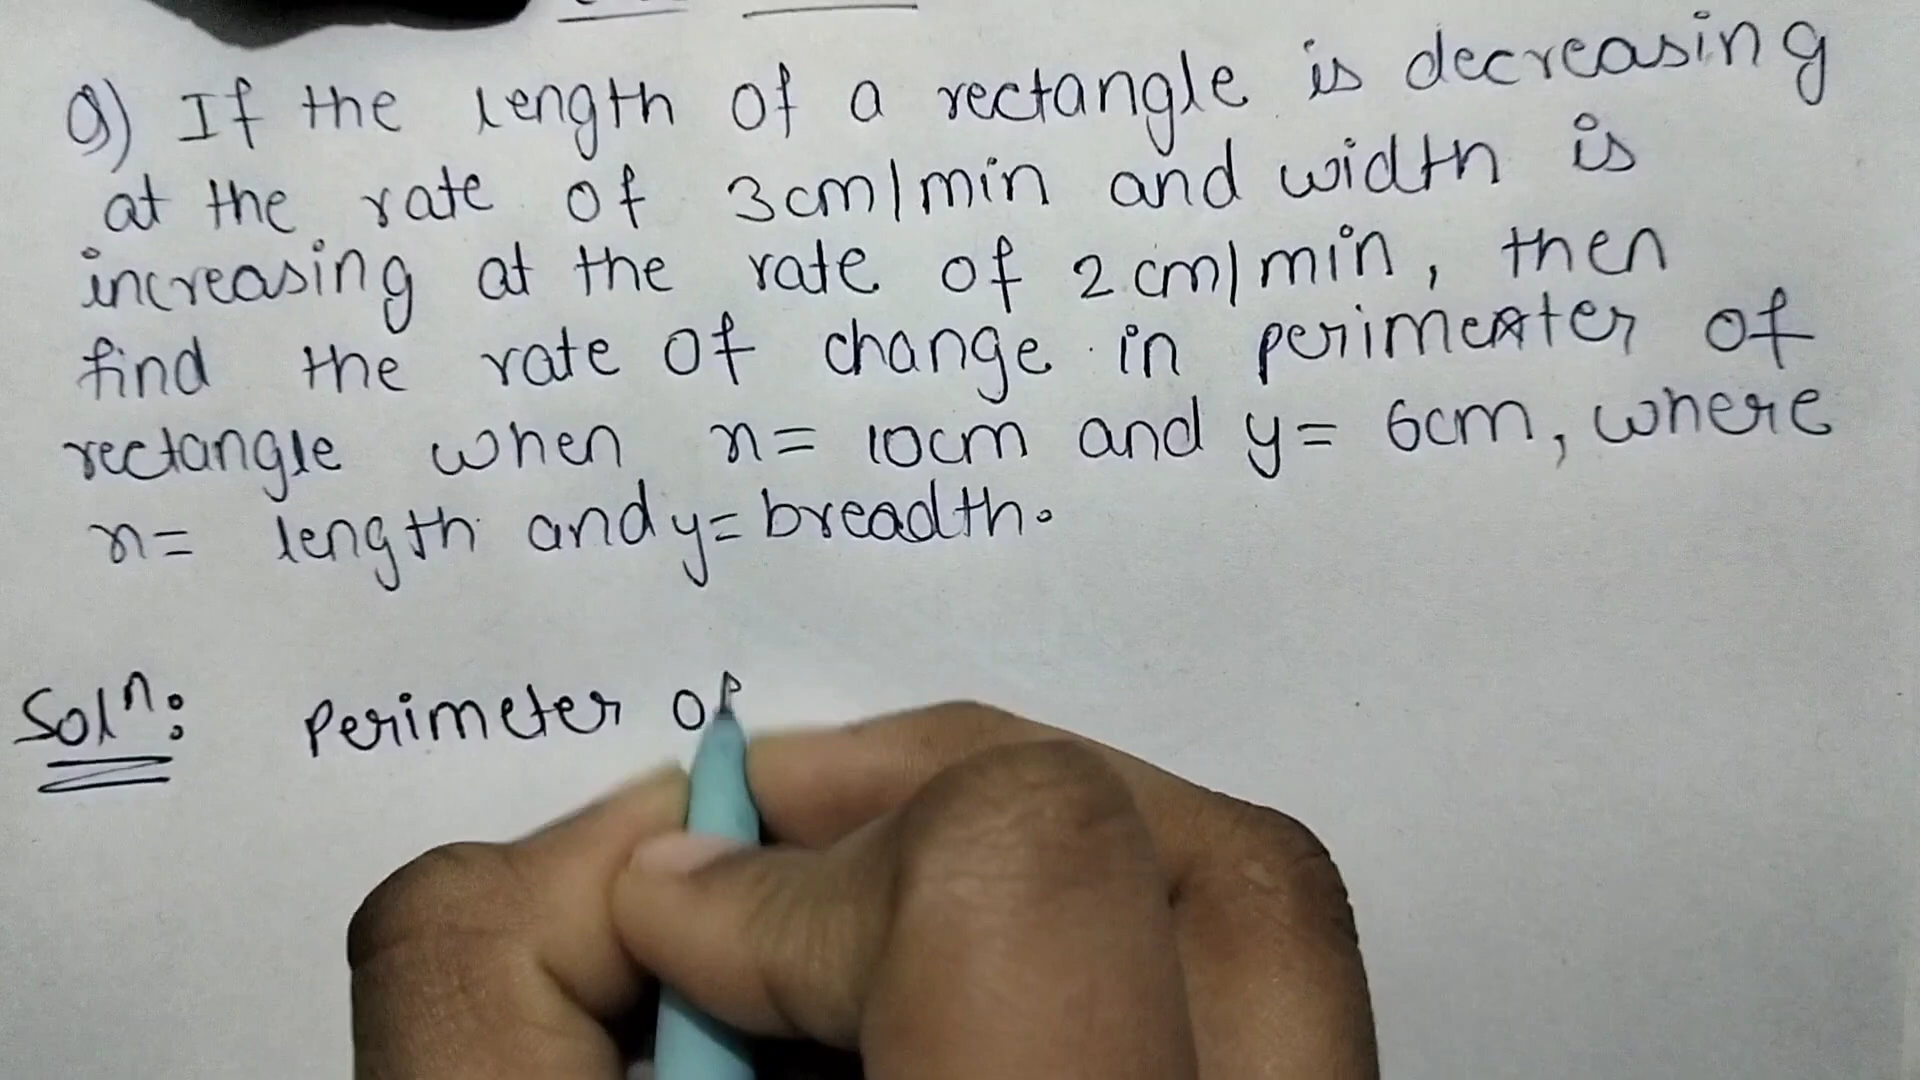 Q) If the length of a rectangle is decreasing
at the rate of 3cm/min and width is
increasing at the rate of 2cm/min, then
find the rate of change in perimeter of
rectangle when x= 10cm and y= 6cm, where
x= length and y= breadth.
Solⁿ: Perimeter of